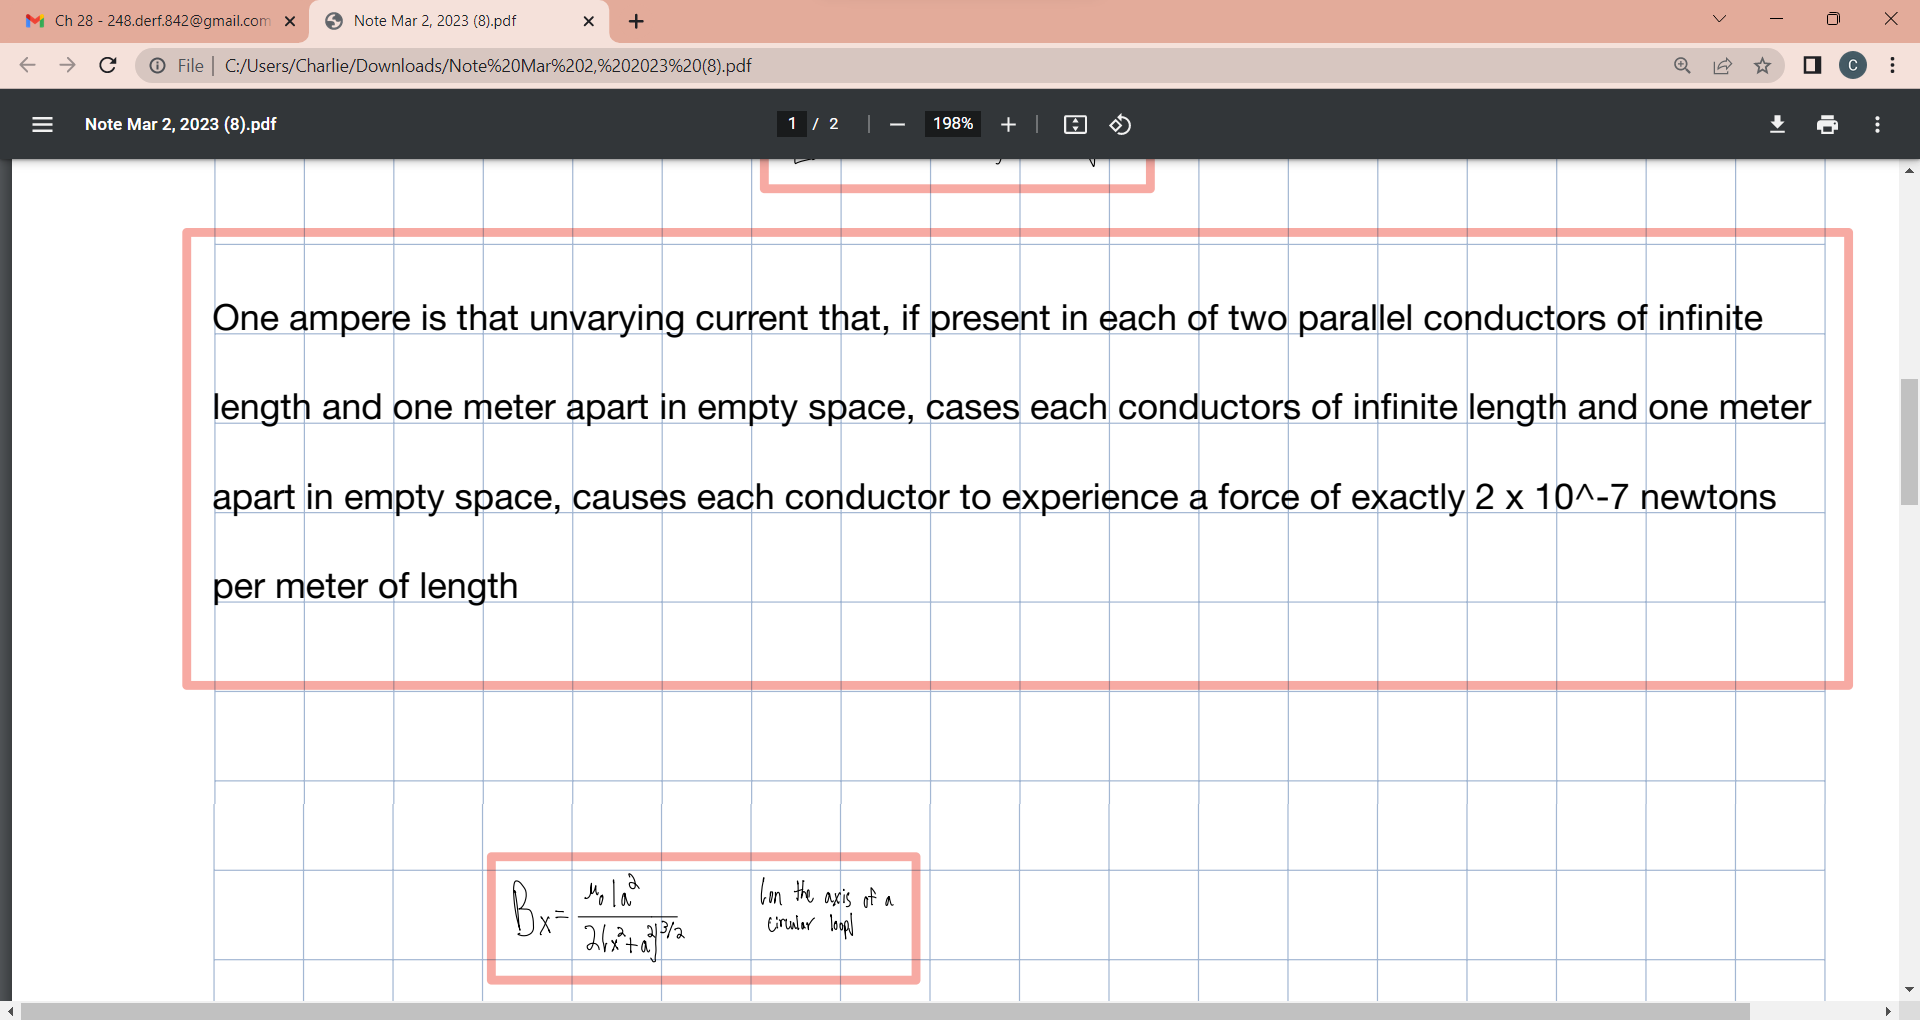 Ch 28 - 248.derf.842@gmail.com
Note Mar 2, 2023 (8).pdf
File | C:/Users/Charlie/Downloads/Note%20Mar%202,%202023%20(8).pdf
C
Note Mar 2, 2023 (8).pdf
1 / 2
198%
One ampere is that unvarying current that, if present in each of two parallel conductors of infinite
length and one meter apart in empty space, cases each conductors of infinite length and one meter
apart in empty space, causes each conductor to experience a force of exactly 2 x 10^-7 newtons
per meter of length
Bx = μ₀Ia² / 2(x²+a²)^3/2
(on the axis of a
circular loop)